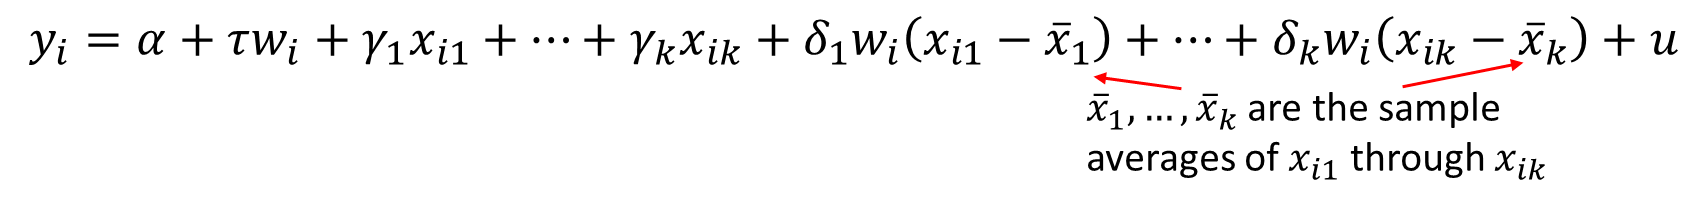 yᵢ = α + τwᵢ + γ₁xᵢ₁ + ⋯ + γₖxᵢₖ + δ₁wᵢ(xᵢ₁ − x̄₁) + ⋯ + δₖwᵢ(xᵢₖ − x̄ₖ) + u
x̄₁, … , x̄ₖ are the sample
averages of xᵢ₁ through xᵢₖ